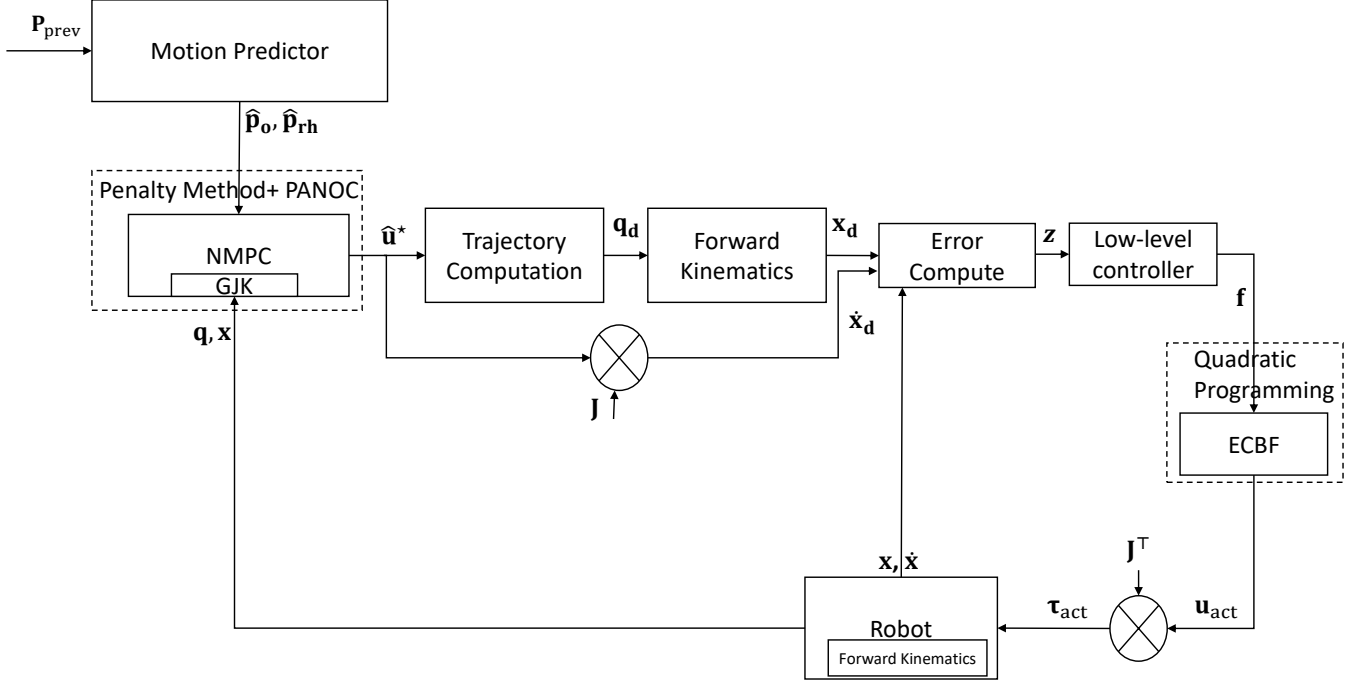 P_prev
Motion Predictor
p̂_o, p̂_rh
Penalty Method+ PANOC
NMPC
GJK
û*
Trajectory
Computation
q_d
Forward
Kinematics
x_d
Error
Compute
z
Low-level
controller
f
q, x
ẋ_d
J
Quadratic
Programming
ECBF
x, ẋ
J⊤
τ_act
u_act
Robot
Forward Kinematics